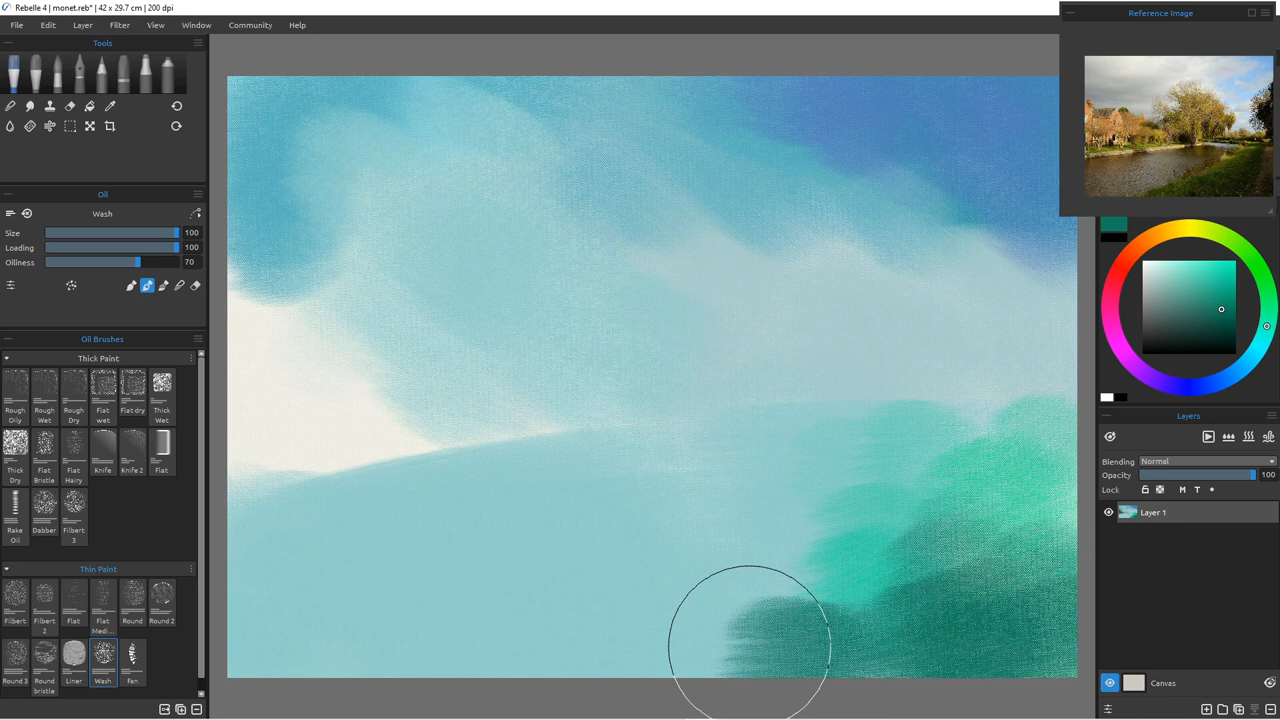 Rebelle 4 | monet.reb* | 42 x 29.7 cm | 200 dpi
File Edit Layer Filter View Window Community Help
Tools
Oil
Wash
Size 100
Loading 100
Oiliness 70
Oil Brushes
Thick Paint
Rough Oily
Rough Wet
Rough Dry
Flat wet
Flat dry
Thick Wet
Thick Dry
Flat Bristle
Flat Hairy
Knife
Knife 2
Flat
Rake Oil
Dabber
Filbert 3
Thin Paint
Filbert
Filbert 2
Flat
Flat Medi...
Round
Round 2
Round 3
Round bristle
Liner
Wash
Fan
Reference Image
Layers
Blending Normal
Opacity 100
Lock M T
Layer 1
Canvas